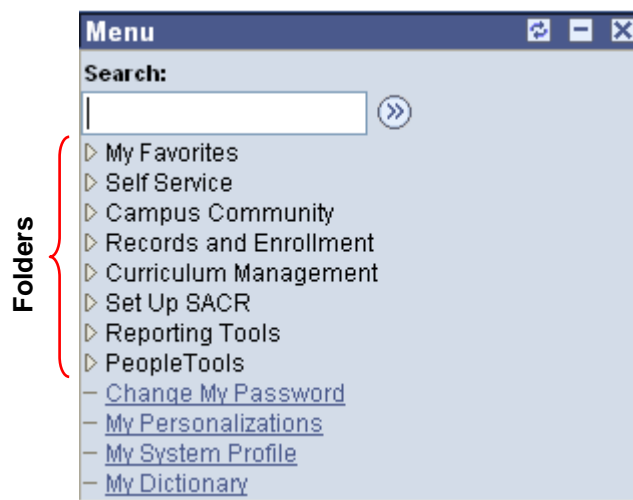 Menu
Search:
My Favorites
Self Service
Campus Community
Records and Enrollment
Curriculum Management
Set Up SACR
Reporting Tools
PeopleTools
Change My Password
My Personalizations
My System Profile
My Dictionary
Folders